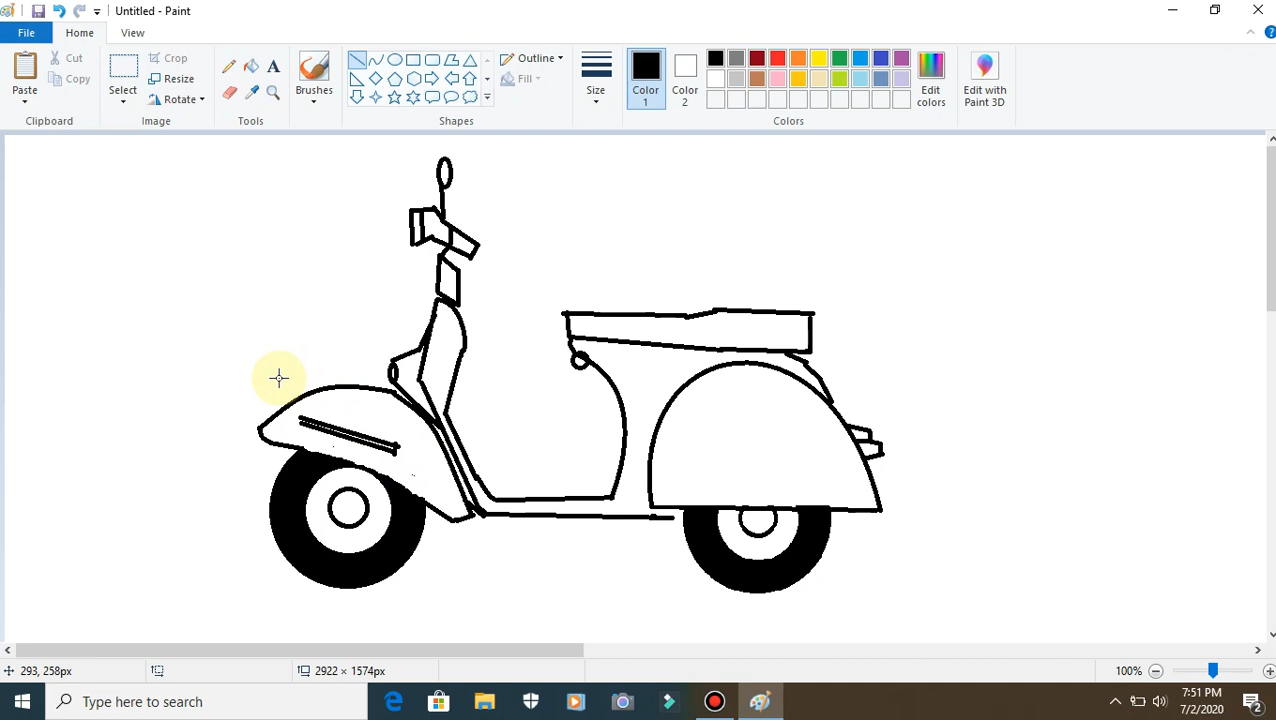 Untitled - Paint
File Home View
Paste
Cut
Copy
Clipboard
Select
Crop
Resize
Rotate
Image
A
Tools
Brushes
Shapes
Outline
Fill
Size
Color 1
Color 2
Edit colors
Colors
Edit with Paint 3D
293, 258px
2922 × 1574px
100%
Type here to search
7:51 PM
7/2/2020
2